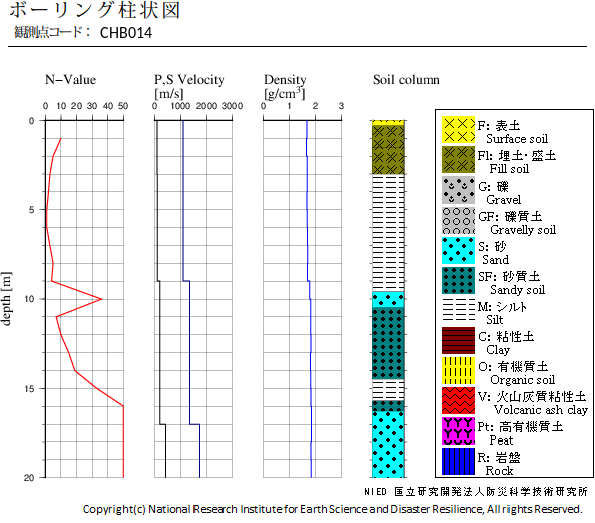 ボーリング柱状図
観測点コード： CHB014
N−Value
P,S Velocity
Density
Soil column
[m/s]
[g/cm3]
0 10 20 30 40 50
0 1000 2000 3000
0 1 2 3
0
5
10
15
20
depth [m]
F: 表土
Surface soil
Fl: 埋土・盛土
Fill soil
G: 礫
Gravel
GF: 礫質土
Gravelly soil
S: 砂
Sand
SF: 砂質土
Sandy soil
M: シルト
Silt
C: 粘性土
Clay
O: 有機質土
Organic soil
V: 火山灰質粘性土
Volcanic ash clay
Pt: 高有機質土
Peat
R: 岩盤
Rock
NIED 国立研究開発法人防災科学技術研究所
Copyright(c) National Research Institute for Earth Science and Disaster Resilience, All rights Reserved.